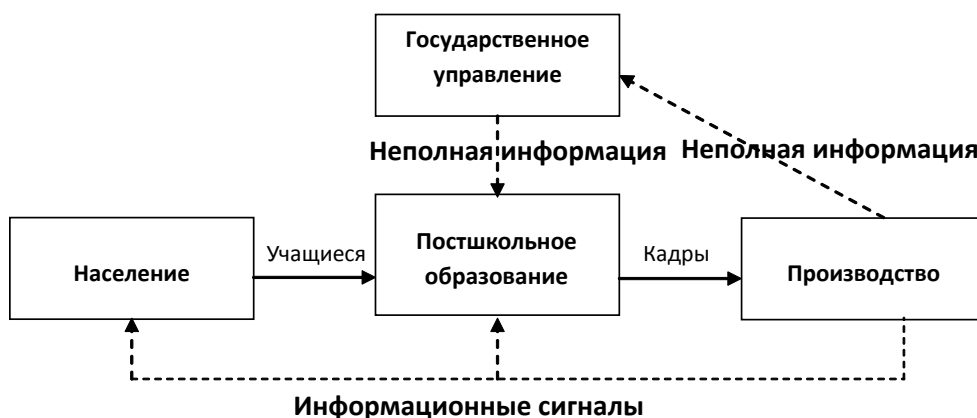 Государственное
управление
Неполная информация
Неполная информация
Население
Учащиеся
Постшкольное
образование
Кадры
Производство
Информационные сигналы